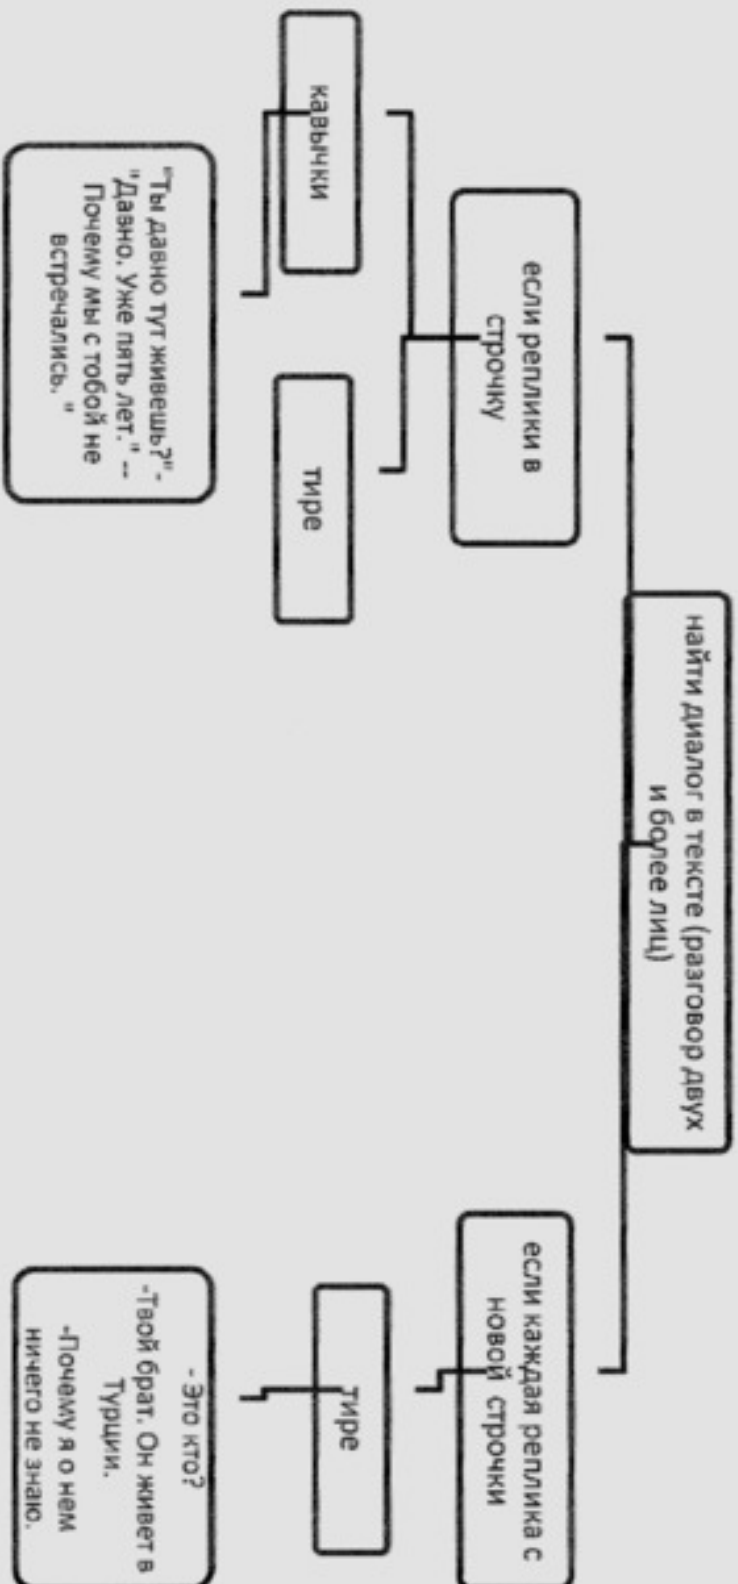 найти диалог в тексте (разговор двух
и более лиц)
если реплики в
строчку
если каждая реплика с
новой строчки
кавычки
тире
тире
"Ты давно тут живешь?"-
"Давно. Уже пять лет." --
Почему мы с тобой не
встречались. "
- Это кто?
-Твой брат. Он живет в
Турции.
-Почему я о нем
ничего не знаю.